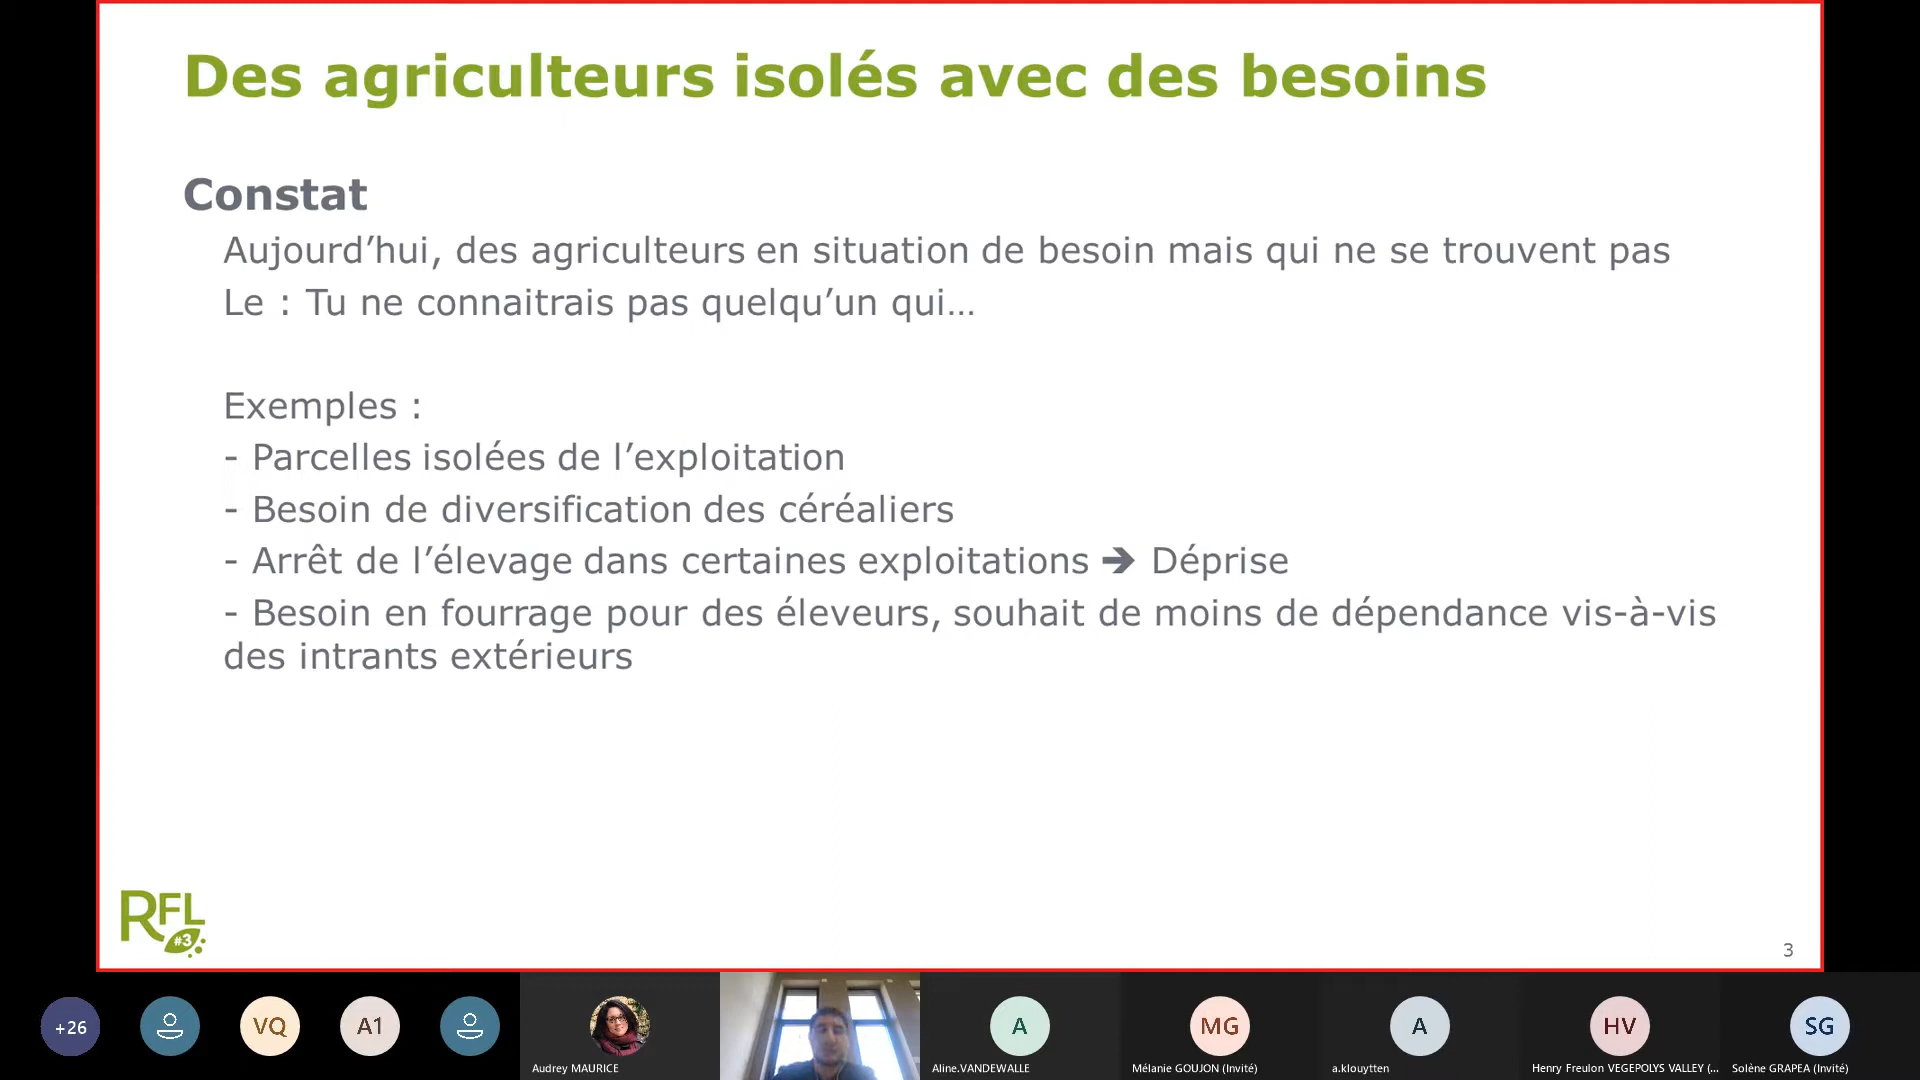 Des agriculteurs isolés avec des besoins
Constat
Aujourd’hui, des agriculteurs en situation de besoin mais qui ne se trouvent pas
Le : Tu ne connaitrais pas quelqu’un qui…
Exemples :
- Parcelles isolées de l’exploitation
- Besoin de diversification des céréaliers
- Arrêt de l’élevage dans certaines exploitations ➔ Déprise
- Besoin en fourrage pour des éleveurs, souhait de moins de dépendance vis-à-vis
des intrants extérieurs
RFL
#3
3
+26
VQ
A1
A
MG
A
HV
SG
Audrey MAURICE
Aline.VANDEWALLE
Mélanie GOUJON (Invité)
a.klouytten
Henry Freulon VEGEPOLYS VALLEY (...
Solène GRAPEA (Invité)